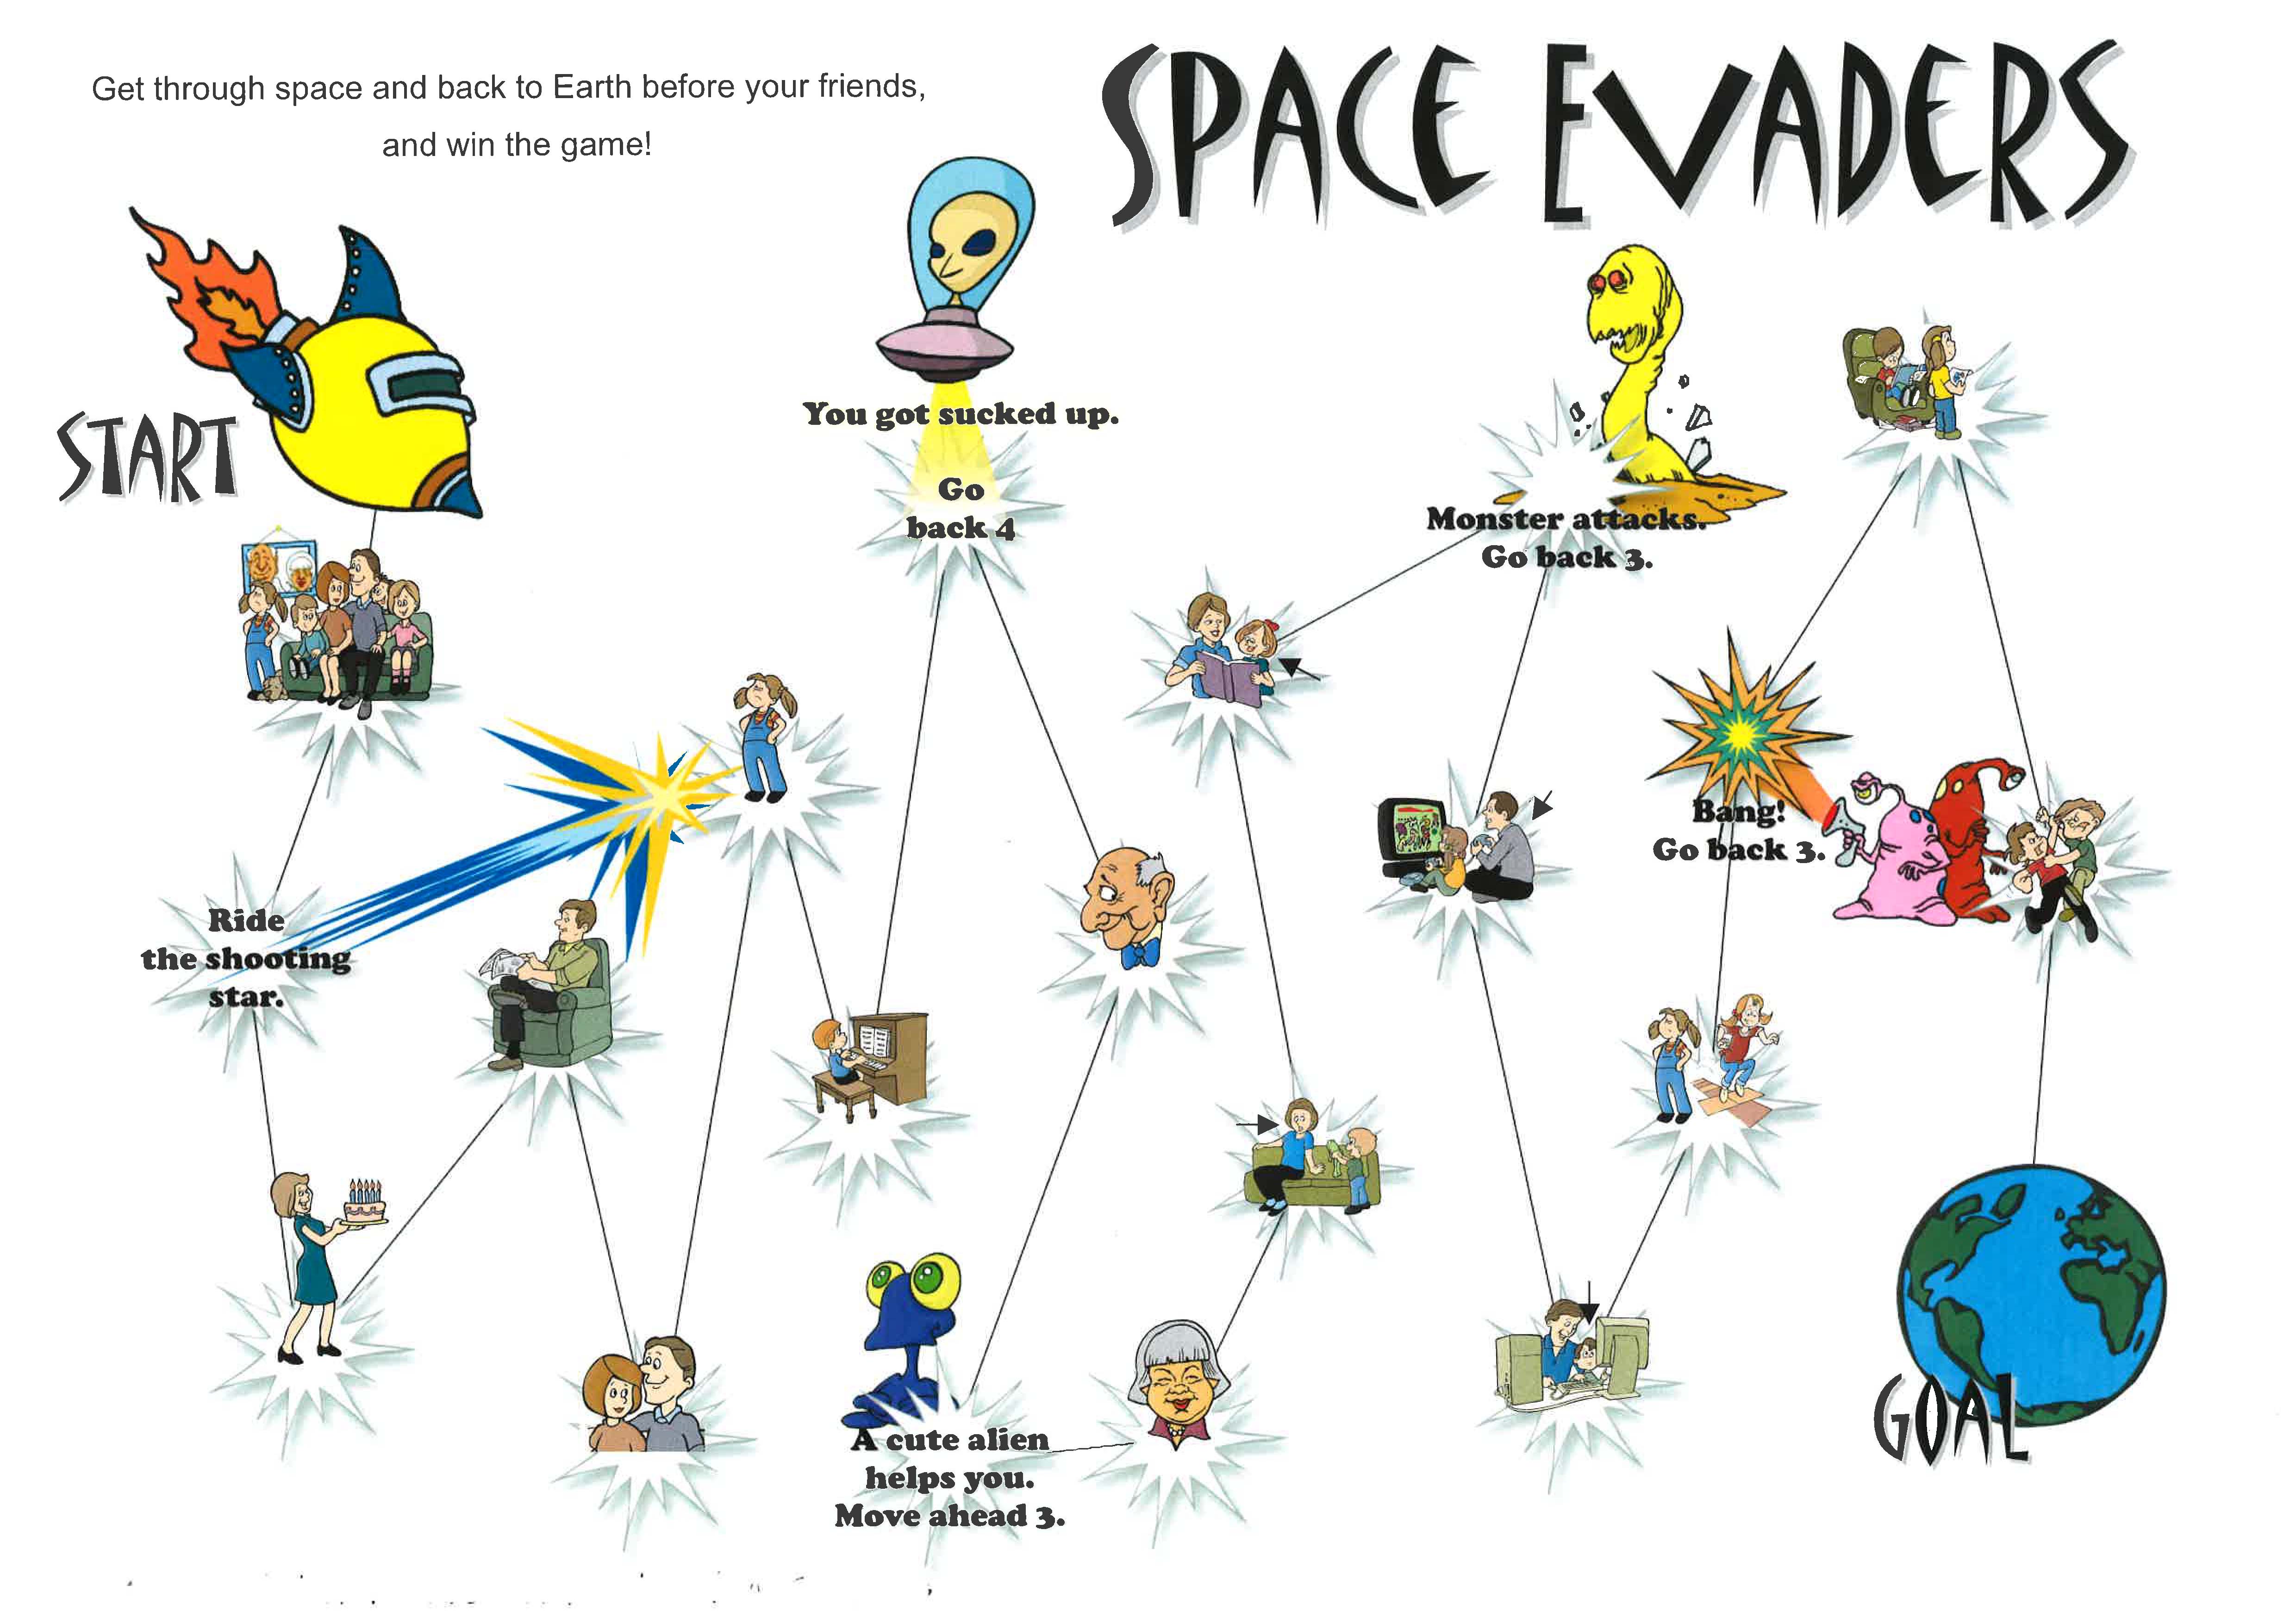 Get through space and back to Earth before your friends,
and win the game!
SPACE EVADERS
START
You got sucked up.
Go
back 4
Monster attacks.
Go back 3.
Bang!
Go back 3.
Ride
the shooting
star.
A cute alien
helps you.
Move ahead 3.
GOAL